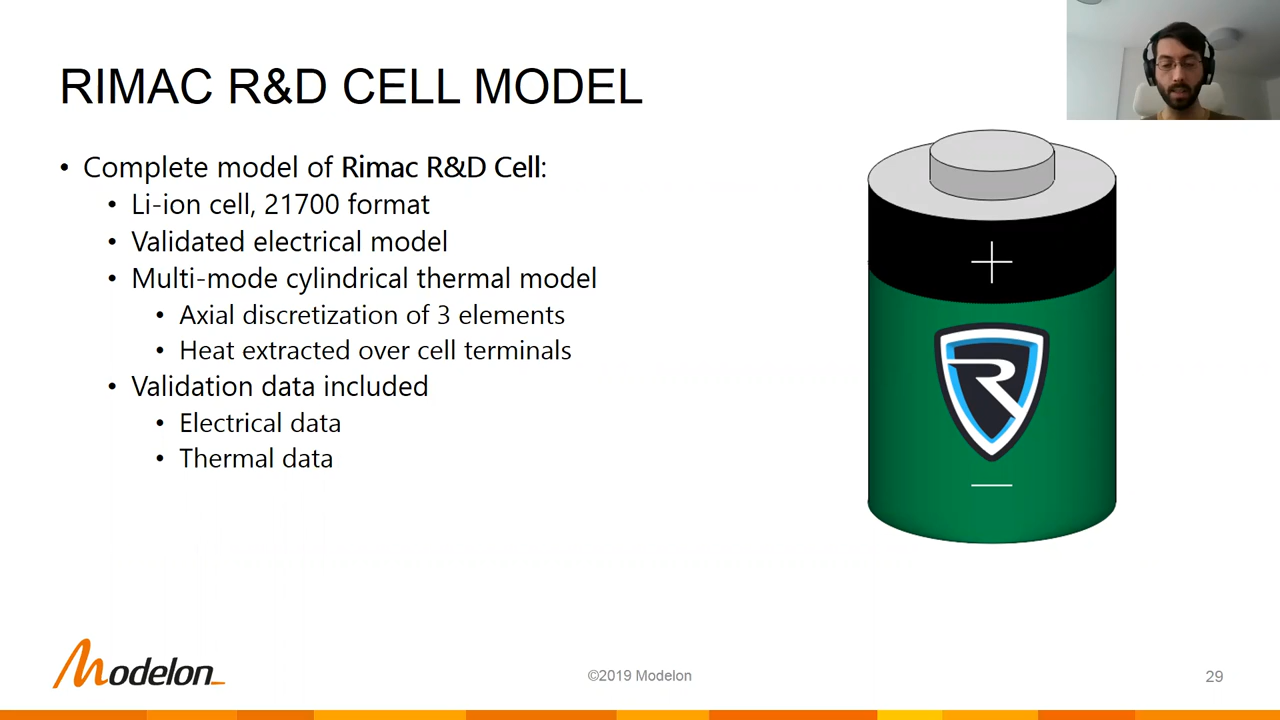 RIMAC R&D CELL MODEL
• Complete model of Rimac R&D Cell:
• Li-ion cell, 21700 format
• Validated electrical model
• Multi-mode cylindrical thermal model
• Axial discretization of 3 elements
• Heat extracted over cell terminals
• Validation data included
• Electrical data
• Thermal data
+
R
−
Modelon
©2019 Modelon
29